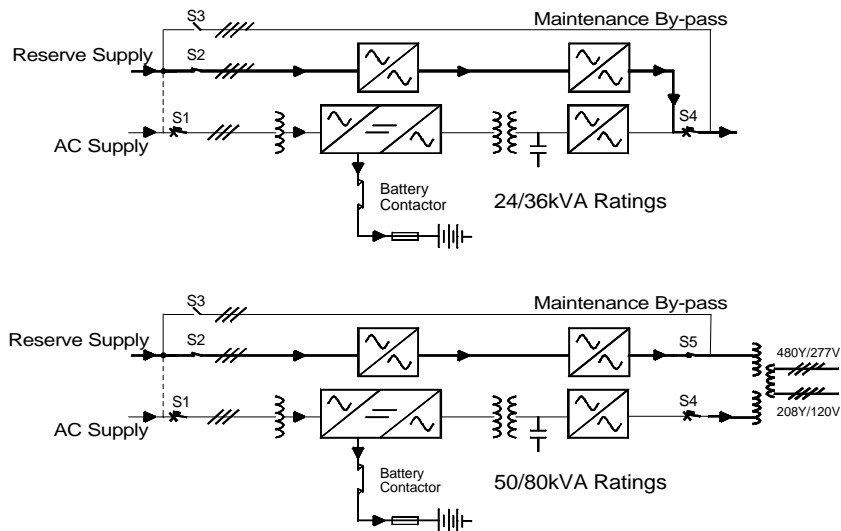 S3
Maintenance By-pass
Reserve Supply
S2
S1
AC Supply
S4
Battery
Contactor
24/36kVA Ratings
S3
Maintenance By-pass
Reserve Supply
S2
S5
480Y/277V
S1
AC Supply
S4
208Y/120V
Battery
Contactor
50/80kVA Ratings